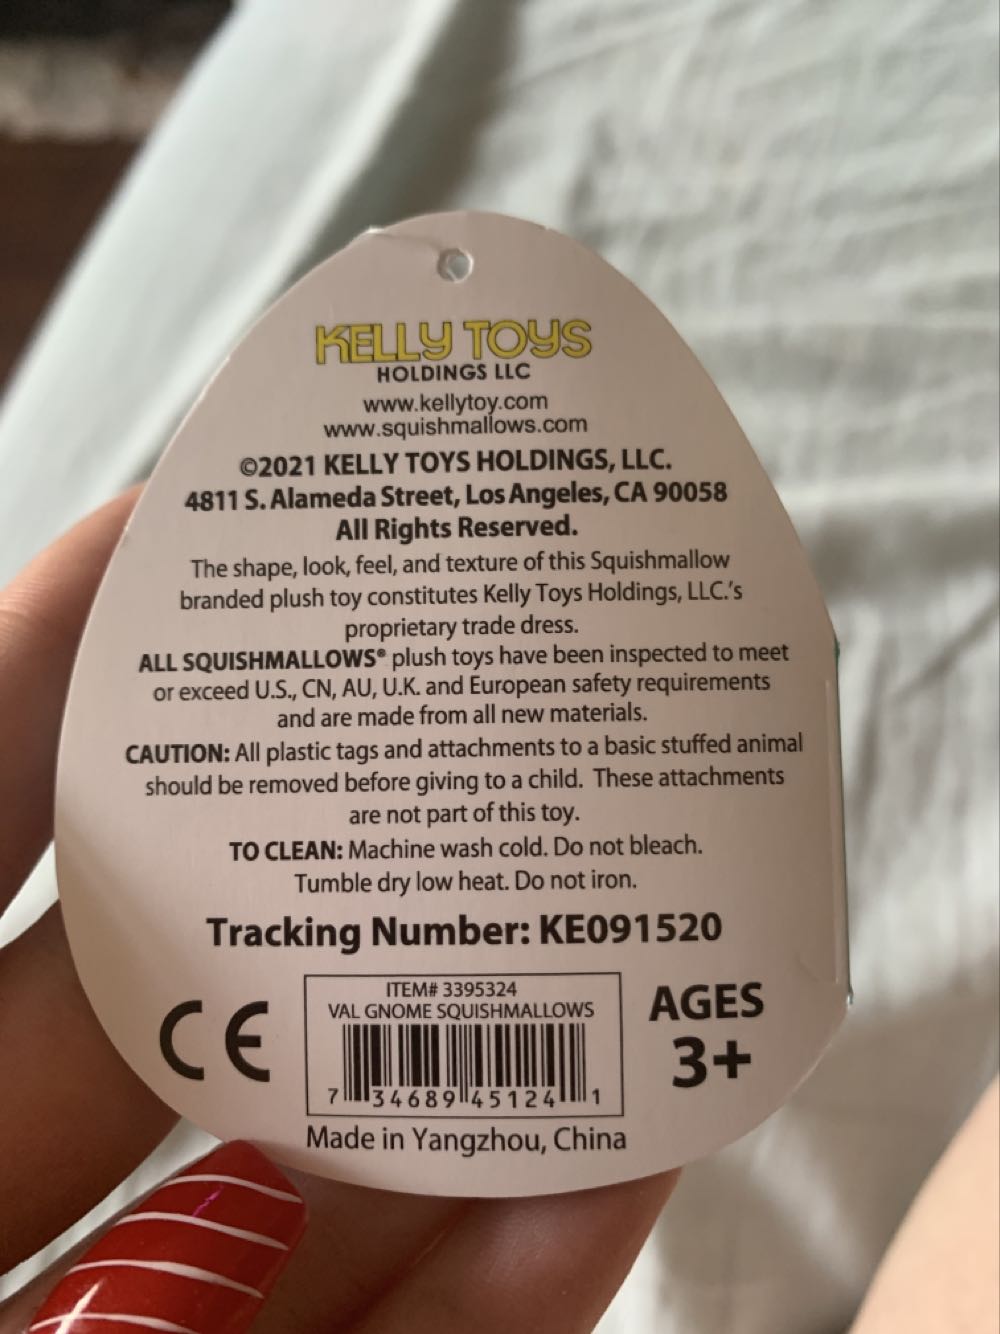 KELLY TOYS
HOLDINGS LLC
www.kellytoy.com
www.squishmallows.com
©2021 KELLY TOYS HOLDINGS, LLC.
4811 S. Alameda Street, Los Angeles, CA 90058
All Rights Reserved.
The shape, look, feel, and texture of this Squishmallow
branded plush toy constitutes Kelly Toys Holdings, LLC.'s
proprietary trade dress.
ALL SQUISHMALLOWS® plush toys have been inspected to meet
or exceed U.S., CN, AU, U.K. and European safety requirements
and are made from all new materials.
CAUTION: All plastic tags and attachments to a basic stuffed animal
should be removed before giving to a child. These attachments
are not part of this toy.
TO CLEAN: Machine wash cold. Do not bleach.
Tumble dry low heat. Do not iron.
Tracking Number: KE091520
CE
ITEM# 3395324
VAL GNOME SQUISHMALLOWS
7 34689 45124 1
AGES
3+
Made in Yangzhou, China